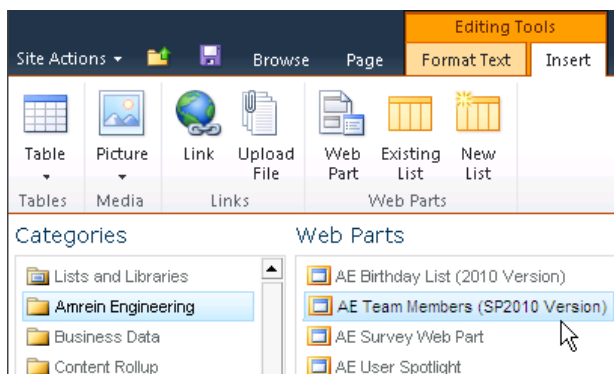 Editing Tools
Site Actions Browse Page Format Text Insert
Table Picture Link Upload File Web Part Existing List New List
Tables Media Links Web Parts
Categories Web Parts
Lists and Libraries AE Birthday List (2010 Version)
Amrein Engineering AE Team Members (SP2010 Version)
Business Data AE Survey Web Part
Content Rollup AE User Spotlight